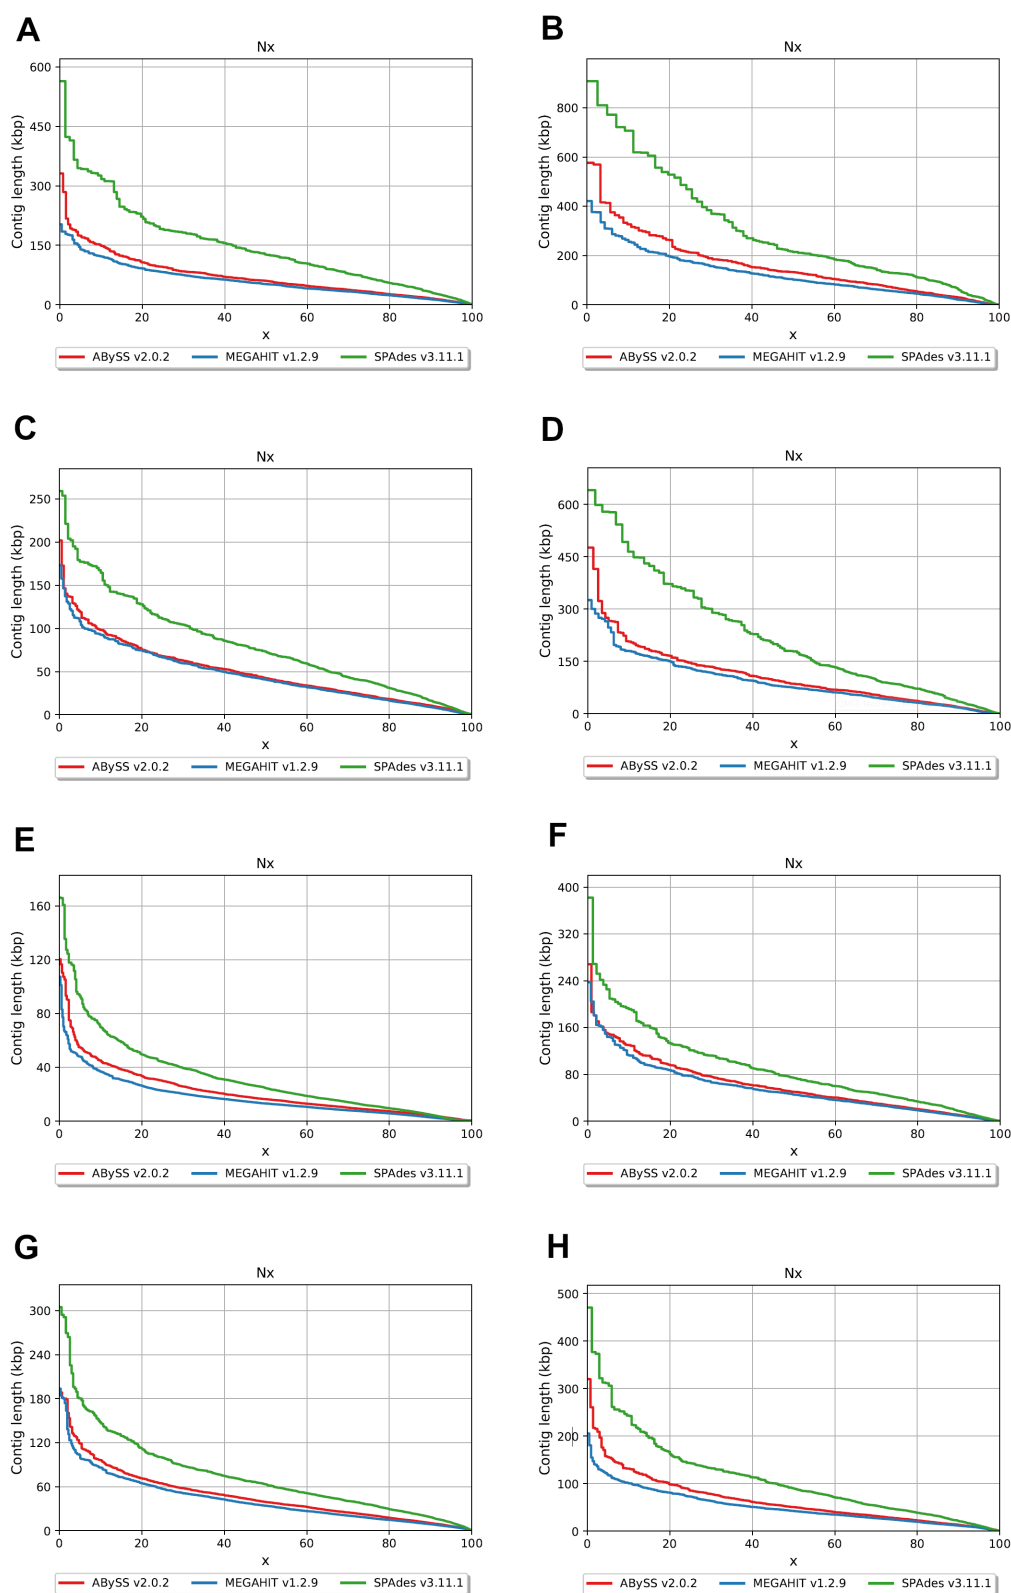 A
Nx
600
450
300
150
0
Contig length (kbp)
0 20 40 60 80 100
x
ABySS v2.0.2 MEGAHIT v1.2.9 SPAdes v3.11.1
B
Nx
800
600
400
200
0
Contig length (kbp)
0 20 40 60 80 100
x
ABySS v2.0.2 MEGAHIT v1.2.9 SPAdes v3.11.1
C
Nx
250
200
150
100
50
0
Contig length (kbp)
0 20 40 60 80 100
x
ABySS v2.0.2 MEGAHIT v1.2.9 SPAdes v3.11.1
D
Nx
600
450
300
150
0
Contig length (kbp)
0 20 40 60 80 100
x
ABySS v2.0.2 MEGAHIT v1.2.9 SPAdes v3.11.1
E
Nx
160
120
80
40
0
Contig length (kbp)
0 20 40 60 80 100
x
ABySS v2.0.2 MEGAHIT v1.2.9 SPAdes v3.11.1
F
Nx
400
320
240
160
80
0
Contig length (kbp)
0 20 40 60 80 100
x
ABySS v2.0.2 MEGAHIT v1.2.9 SPAdes v3.11.1
G
Nx
300
240
180
120
60
0
Contig length (kbp)
0 20 40 60 80 100
x
ABySS v2.0.2 MEGAHIT v1.2.9 SPAdes v3.11.1
H
Nx
500
400
300
200
100
0
Contig length (kbp)
0 20 40 60 80 100
x
ABySS v2.0.2 MEGAHIT v1.2.9 SPAdes v3.11.1